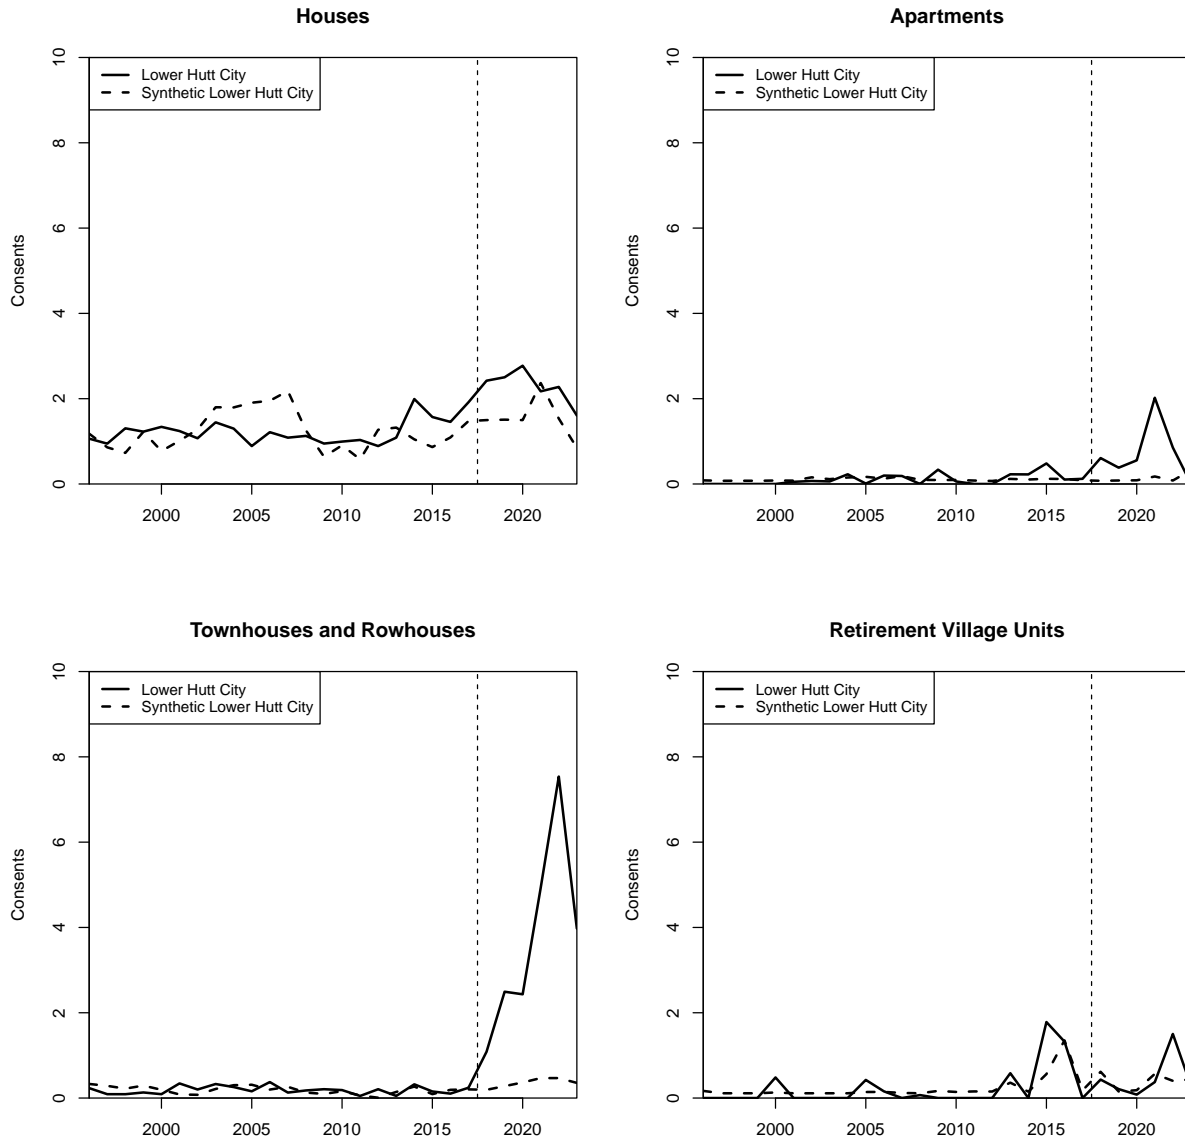 Houses
Lower Hutt City
Synthetic Lower Hutt City
Consents
0 2 4 6 8 10
2000 2005 2010 2015 2020
Apartments
Lower Hutt City
Synthetic Lower Hutt City
Consents
0 2 4 6 8 10
2000 2005 2010 2015 2020
Townhouses and Rowhouses
Lower Hutt City
Synthetic Lower Hutt City
Consents
0 2 4 6 8 10
2000 2005 2010 2015 2020
Retirement Village Units
Lower Hutt City
Synthetic Lower Hutt City
Consents
0 2 4 6 8 10
2000 2005 2010 2015 2020